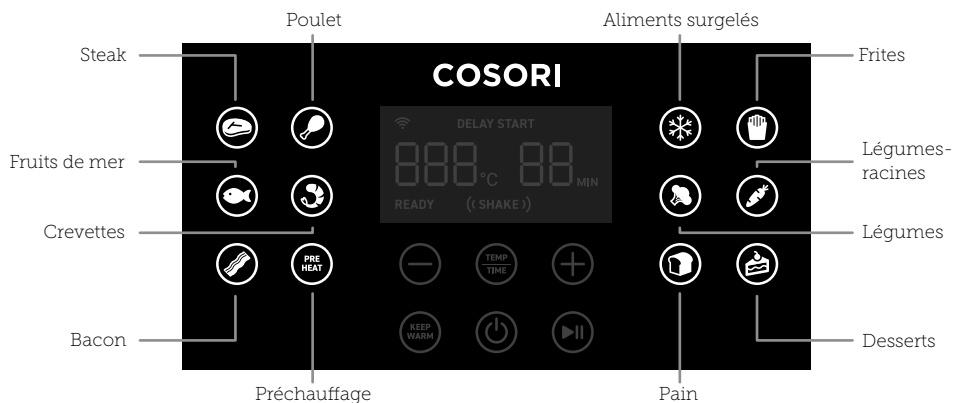 Poulet
Aliments surgelés
Steak
Frites
COSORI
DELAY START
888 °C 88 MIN
READY ((SHAKE))
Fruits de mer
Légumes-
racines
Crevettes
Légumes
PRE
HEAT
TEMP
TIME
KEEP
WARM
Bacon
Desserts
Préchauffage
Pain